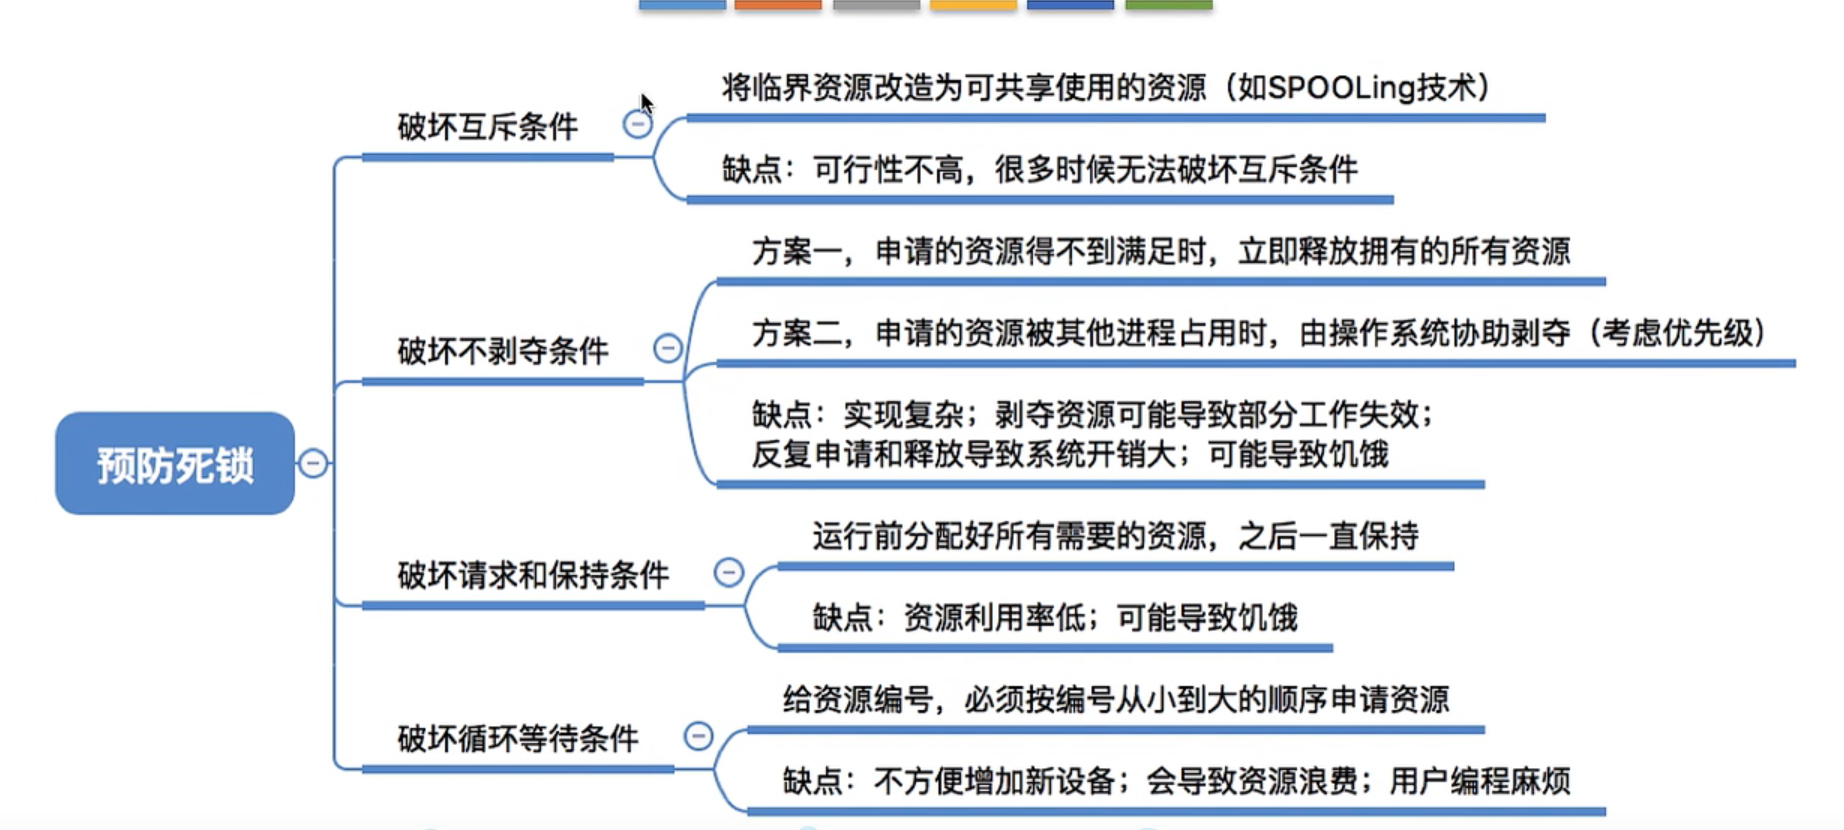 破坏互斥条件
将临界资源改造为可共享使用的资源（如SPOOLing技术）
缺点：可行性不高，很多时候无法破坏互斥条件
破坏不剥夺条件
方案一，申请的资源得不到满足时，立即释放拥有的所有资源
方案二，申请的资源被其他进程占用时，由操作系统协助剥夺（考虑优先级）
缺点：实现复杂；剥夺资源可能导致部分工作失效；
反复申请和释放导致系统开销大；可能导致饥饿
预防死锁
破坏请求和保持条件
运行前分配好所有需要的资源，之后一直保持
缺点：资源利用率低；可能导致饥饿
破坏循环等待条件
给资源编号，必须按编号从小到大的顺序申请资源
缺点：不方便增加新设备；会导致资源浪费；用户编程麻烦